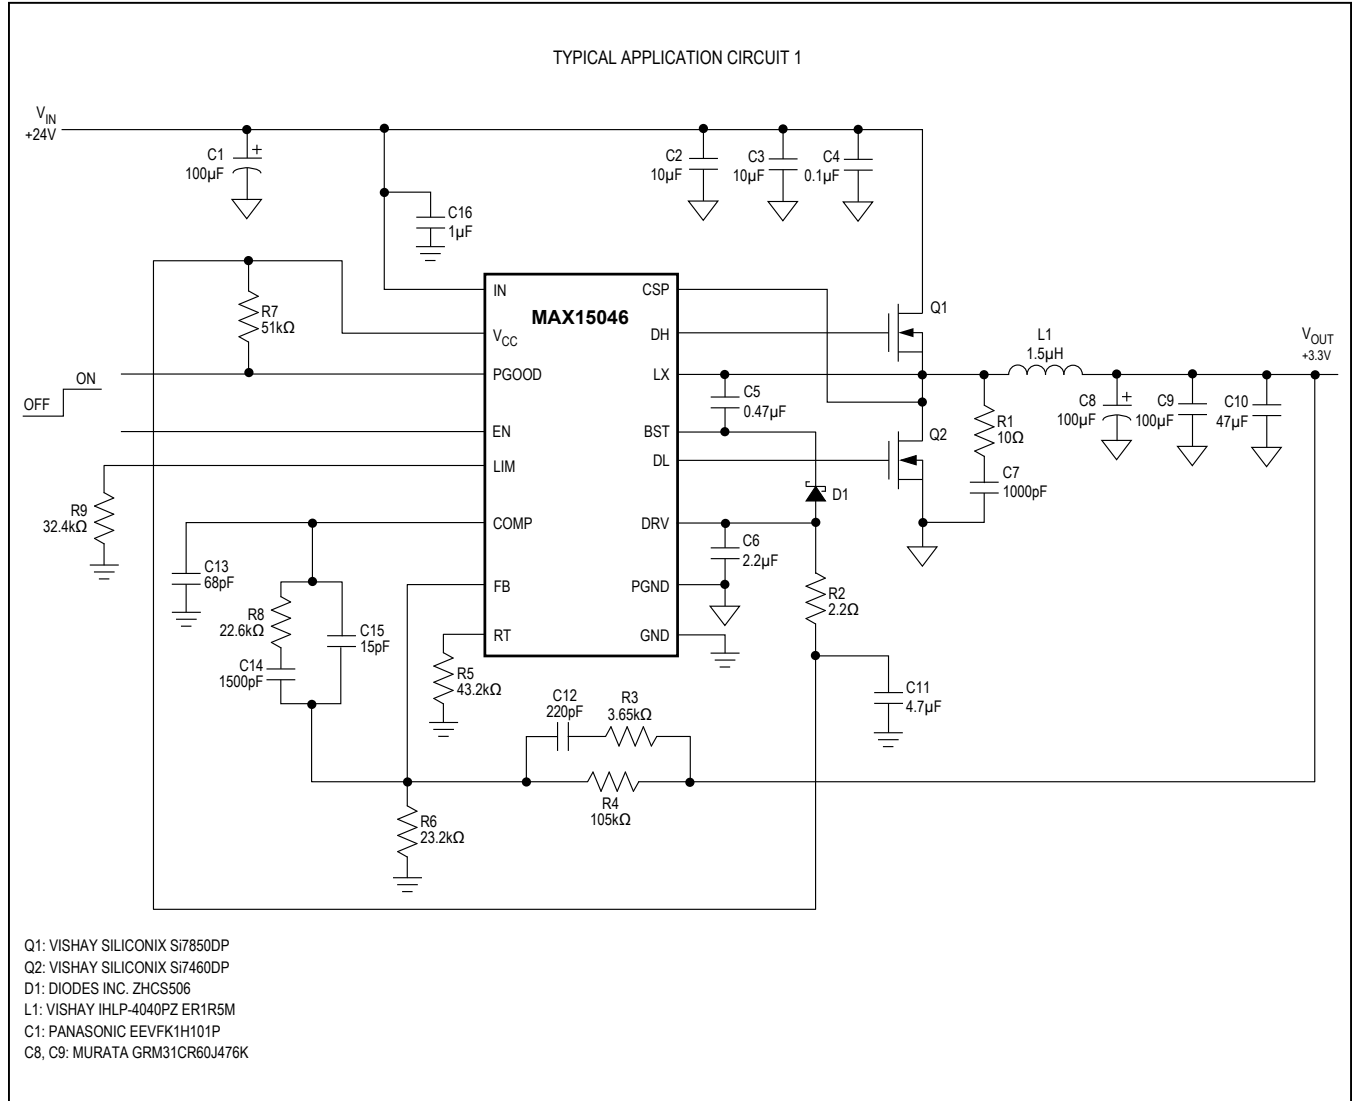 TYPICAL APPLICATION CIRCUIT 1
VIN
+24V
C1
100µF
+
C2
10µF
C3
10µF
C4
0.1µF
C16
1µF
R7
51kΩ
IN
CSP
MAX15046
VCC
DH
Q1
PGOOD
LX
L1
1.5µH
VOUT
+3.3V
ON
OFF
C5
0.47µF
R1
10Ω
C8
100µF
+
C9
100µF
C10
47µF
EN
BST
Q2
LIM
DL
C7
1000pF
R9
32.4kΩ
D1
COMP
DRV
C6
2.2µF
C13
68pF
FB
PGND
R2
2.2Ω
R8
22.6kΩ
C15
15pF
RT
GND
C14
1500pF
R5
43.2kΩ
C11
4.7µF
C12
220pF
R3
3.65kΩ
R4
105kΩ
R6
23.2kΩ
Q1: VISHAY SILICONIX Si7850DP
Q2: VISHAY SILICONIX Si7460DP
D1: DIODES INC. ZHCS506
L1: VISHAY IHLP-4040PZ ER1R5M
C1: PANASONIC EEVFK1H101P
C8, C9: MURATA GRM31CR60J476K